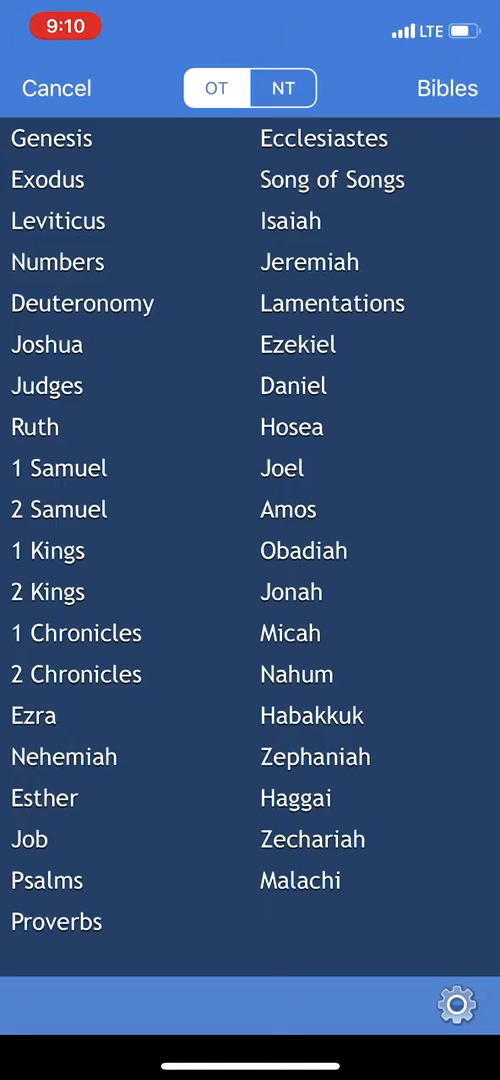 9:10
LTE
Cancel
OT
NT
Bibles
Genesis
Exodus
Leviticus
Numbers
Deuteronomy
Joshua
Judges
Ruth
1 Samuel
2 Samuel
1 Kings
2 Kings
1 Chronicles
2 Chronicles
Ezra
Nehemiah
Esther
Job
Psalms
Proverbs
Ecclesiastes
Song of Songs
Isaiah
Jeremiah
Lamentations
Ezekiel
Daniel
Hosea
Joel
Amos
Obadiah
Jonah
Micah
Nahum
Habakkuk
Zephaniah
Haggai
Zechariah
Malachi